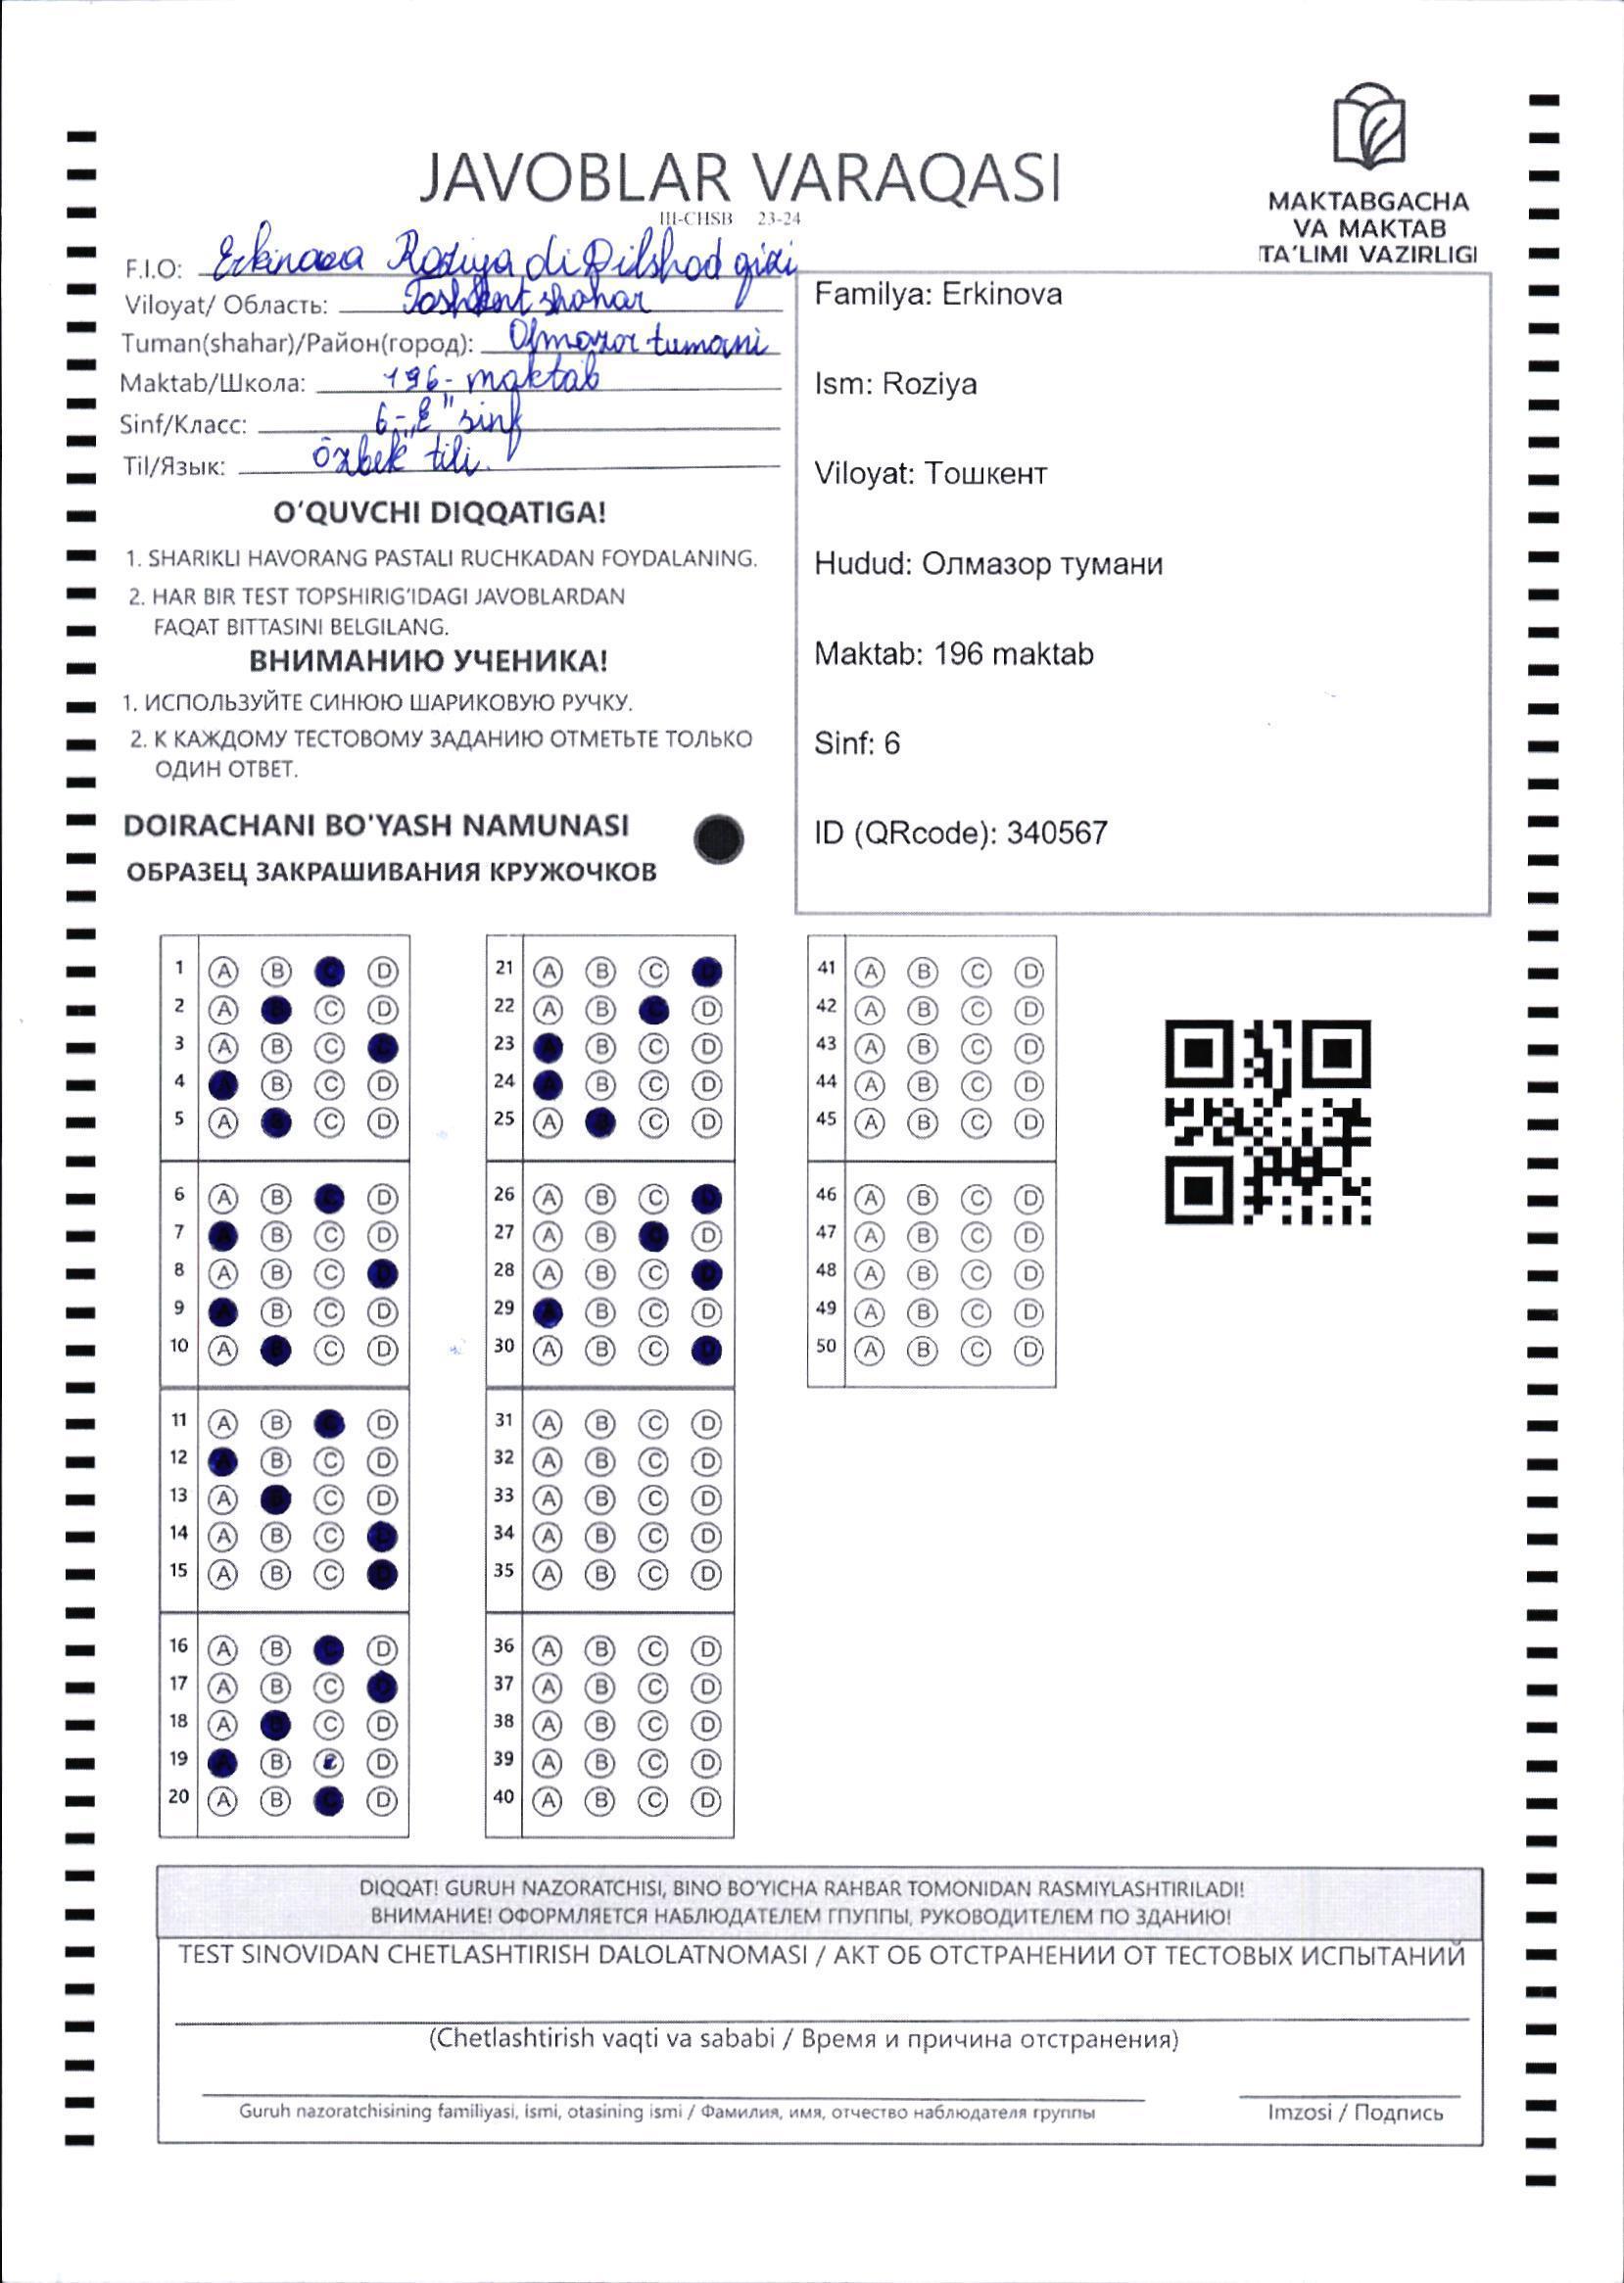 JAVOBLAR VARAQASI
III-CHSB 23-24
MAKTABGACHA
VA MAKTAB
TA'LIMI VAZIRLIGI
F.I.O: Erkinova Roziya di Dilshod qizi
Viloyat/ Область: Toshkent shahar
Tuman(shahar)/Район(город): Olmazor tumani
Maktab/Школа: 196- maktab
Sinf/Класс: 6-„E" sinf
Til/Язык: õzbek tili.
O'QUVCHI DIQQATIGA!
1. SHARIKLI HAVORANG PASTALI RUCHKADAN FOYDALANING.
2. HAR BIR TEST TOPSHIRIG'IDAGI JAVOBLARDAN
FAQAT BITTASINI BELGILANG.
ВНИМАНИЮ УЧЕНИКА!
1. ИСПОЛЬЗУЙТЕ СИНЮЮ ШАРИКОВУЮ РУЧКУ.
2. К КАЖДОМУ ТЕСТОВОМУ ЗАДАНИЮ ОТМЕТЬТЕ ТОЛЬКО
ОДИН ОТВЕТ.
DOIRACHANI BO'YASH NAMUNASI
ОБРАЗЕЦ ЗАКРАШИВАНИЯ КРУЖОЧКОВ
Familya: Erkinova
Ism: Roziya
Viloyat: Тошкент
Hudud: Олмазор тумани
Maktab: 196 maktab
Sinf: 6
ID (QRcode): 340567
1 A B C D
2 A B C D
3 A B C
4 A B C D
5 A C D
6 A B C D
7 A B C D
8 A B C D
9 A B C D
10 A B C D
11 A B C D
12 A B C D
13 A C D
14 A B C
15 A B C D
16 A B C D
17 A B C
18 A B C D
19 A B C D
20 A B C D
21 A B C D
22 A B C D
23 A B C D
24 A B C D
25 A C D
26 A B C D
27 A B C D
28 A B C D
29 A B C D
30 A B C D
31 A B C D
32 A B C D
33 A B C D
34 A B C D
35 A B C D
36 A B C D
37 A B C D
38 A B C D
39 A B C D
40 A B C D
41 A B C D
42 A B C D
43 A B C D
44 A B C D
45 A B C D
46 A B C D
47 A B C D
48 A B C D
49 A B C D
50 A B C D
DIQQAT! GURUH NAZORATCHISI, BINO BO'YICHA RAHBAR TOMONIDAN RASMIYLASHTIRILADI!
ВНИМАНИЕ! ОФОРМЛЯЕТСЯ НАБЛЮДАТЕЛЕМ ГПУППЫ, РУКОВОДИТЕЛЕМ ПО ЗДАНИЮ!
TEST SINOVIDAN CHETLASHTIRISH DALOLATNOMASI / АКТ ОБ ОТСТРАНЕНИИ ОТ ТЕСТОВЫХ ИСПЫТАНИЙ
(Chetlashtirish vaqti va sababi / Время и причина отстранения)
Guruh nazoratchisining familiyasi, ismi, otasining ismi / Фамилия, имя, отчество наблюдателя группы
Imzosi / Подпись